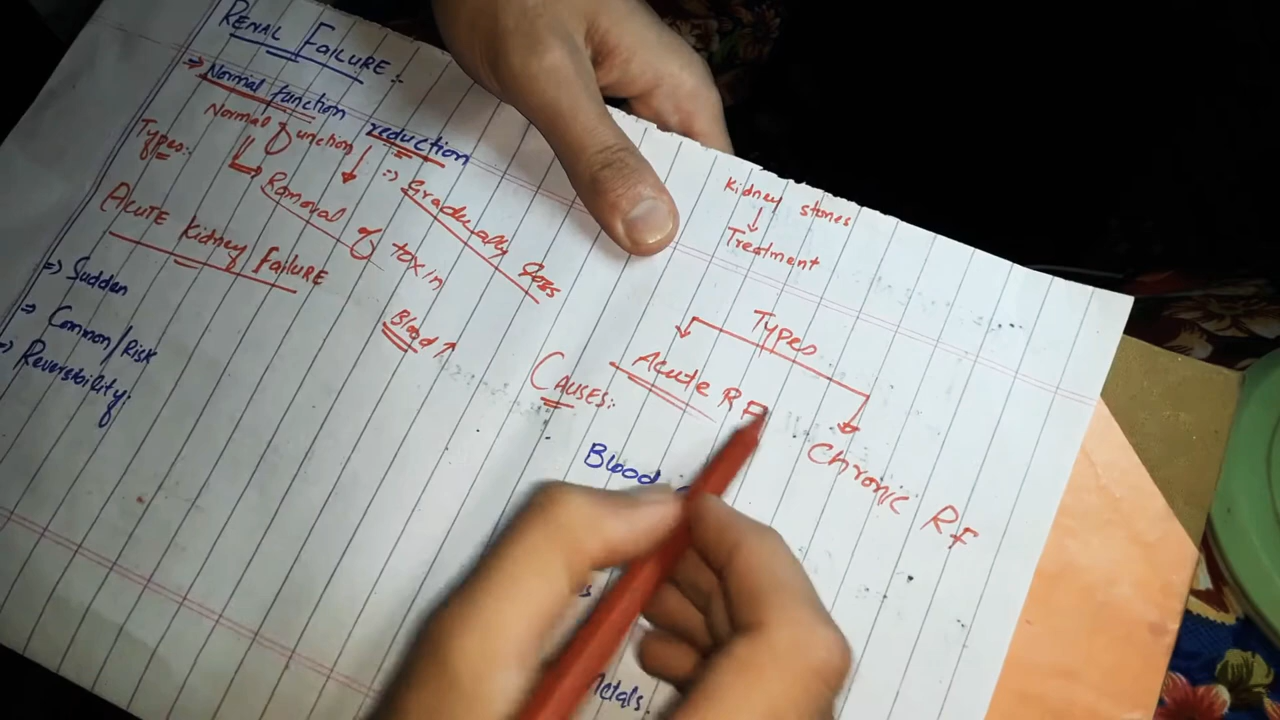 RENAL FAILURE:
⇒ Normal function reduction
Normal function
Types:
⇒ Gradually loss
Removal of toxin
ACUTE Kidney FAILURE
⇒ Sudden
⇒ Common/Risk
⇒ Reversibility
Blood ↑
Kidney stones
↓
Treatment
Types
Acute RF
Chronic RF
CAUSES:
Blood
Metals.